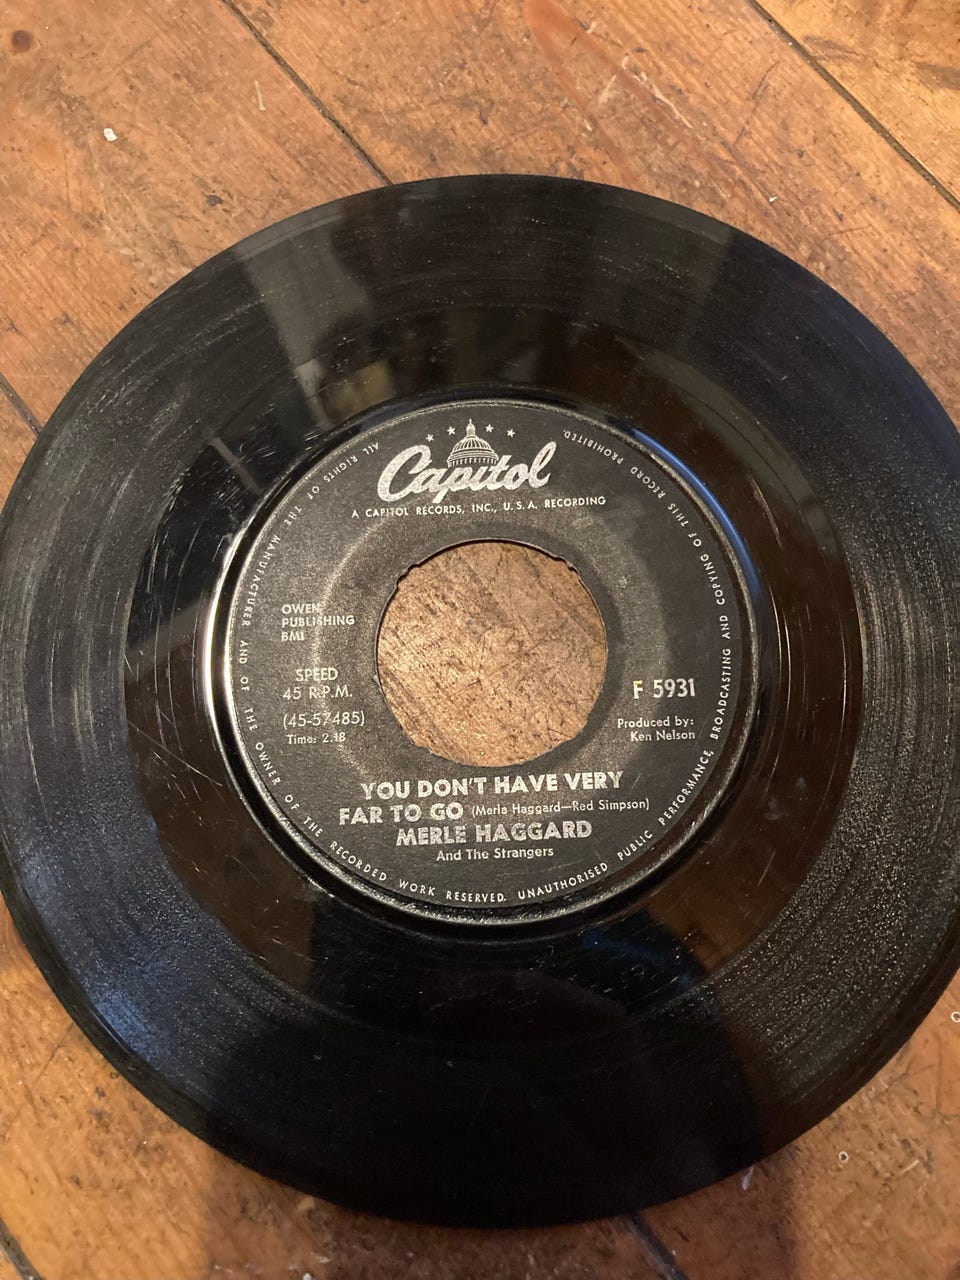 Capitol
A CAPITOL RECORDS, INC., U.S.A. RECORDING
OWEN
PUBLISHING
BMI
SPEED
45 R.P.M.
(45-57485)
Time: 2.18
F 5931
Produced by:
Ken Nelson
YOU DON'T HAVE VERY
FAR TO GO (Merle Haggard—Red Simpson)
MERLE HAGGARD
And The Strangers
ALL RIGHTS OF THE MANUFACTURER AND OF THE OWNER OF THE RECORDED WORK RESERVED. UNAUTHORISED PUBLIC PERFORMANCE, BROADCASTING AND COPYING OF THIS RECORD PROHIBITED.